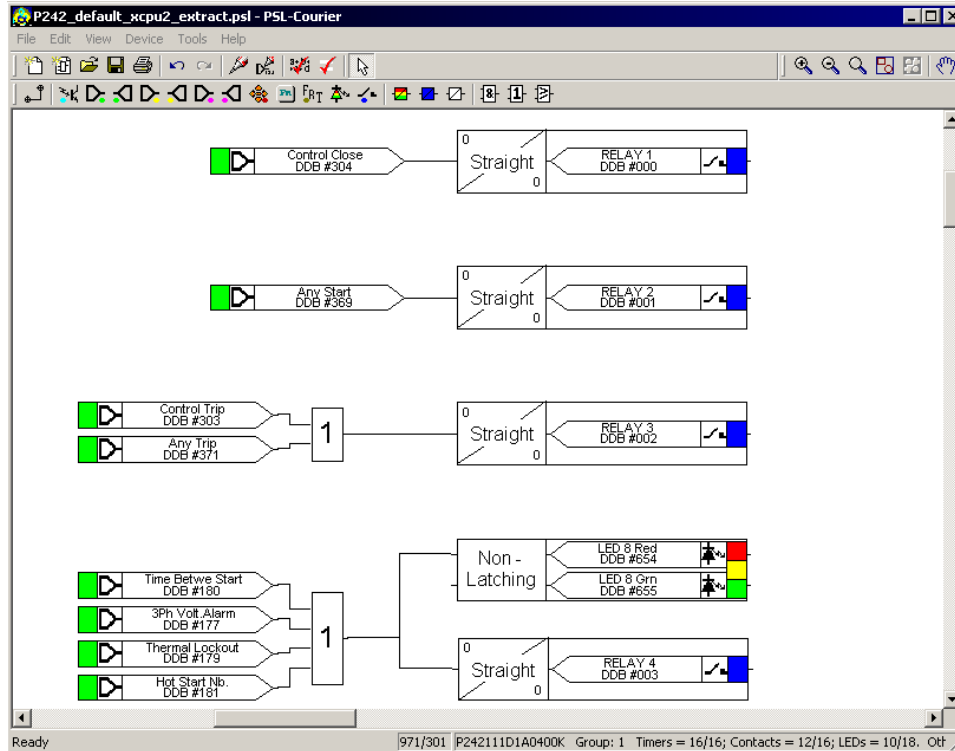 P242_default_xcpu2_extract.psl - PSL-Courier
File Edit View Device Tools Help
Control Close
DDB #304
0
Straight
0
RELAY 1
DDB #000
Any Start
DDB #369
0
Straight
0
RELAY 2
DDB #001
Control Trip
DDB #303
Any Trip
DDB #371
1
0
Straight
0
RELAY 3
DDB #002
Time Betwe Start
DDB #180
3Ph Volt.Alarm
DDB #177
Thermal Lockout
DDB #179
Hot Start Nb.
DDB #181
1
Non -
Latching
LED 8 Red
DDB #654
LED 8 Grn
DDB #655
0
Straight
0
RELAY 4
DDB #003
Ready 971/301 P242111D1A0400K Group: 1 Timers = 16/16; Contacts = 12/16; LEDs = 10/18.